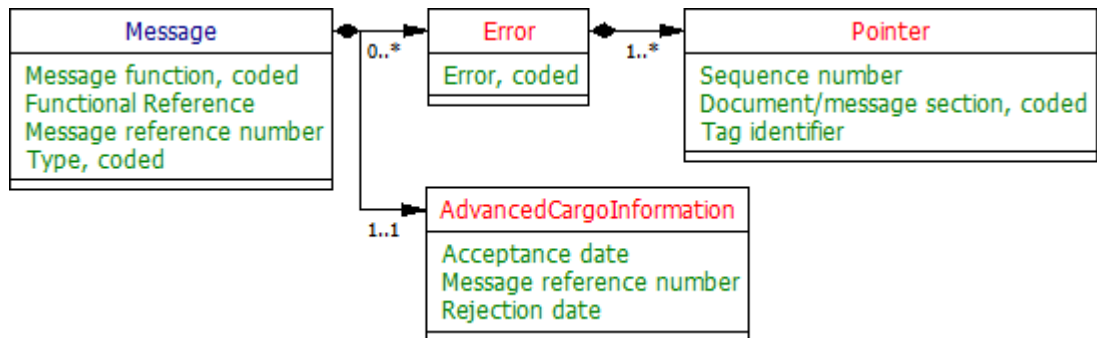 Message
Message function, coded
Functional Reference
Message reference number
Type, coded
0..*
Error
Error, coded
1..*
Pointer
Sequence number
Document/message section, coded
Tag identifier
1..1
AdvancedCargoInformation
Acceptance date
Message reference number
Rejection date